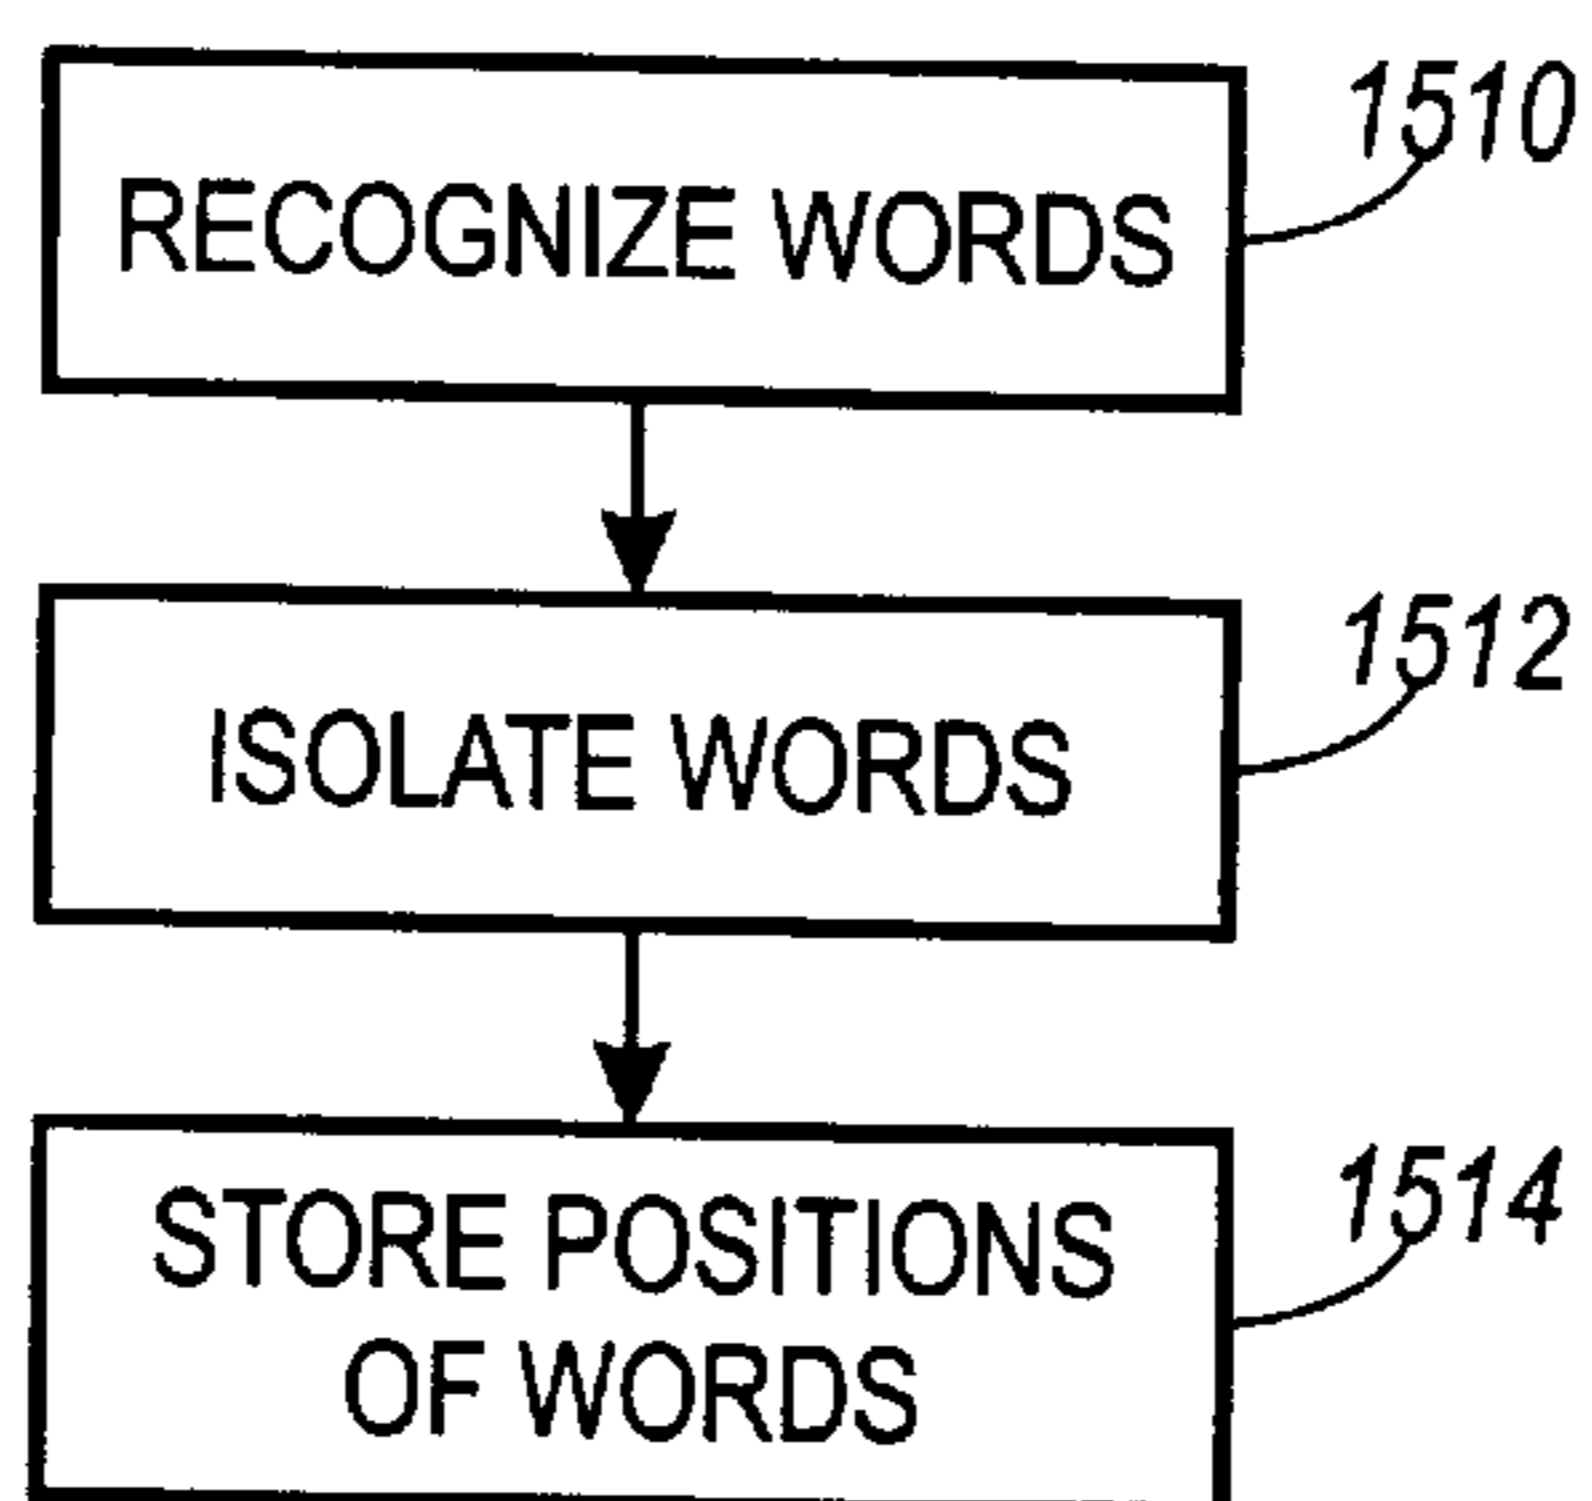 1510
RECOGNIZE WORDS
1512
ISOLATE WORDS
1514
STORE POSITIONS
OF WORDS